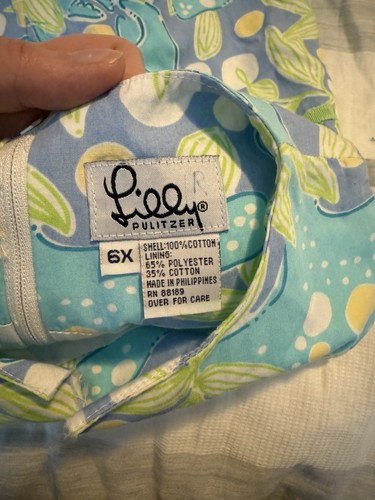 Lilly®
PULITZER
R
6X
SHELL:100%COTTON
LINING:
65% POLYESTER
35% COTTON
MADE IN PHILIPPINES
RN 88189
OVER FOR CARE